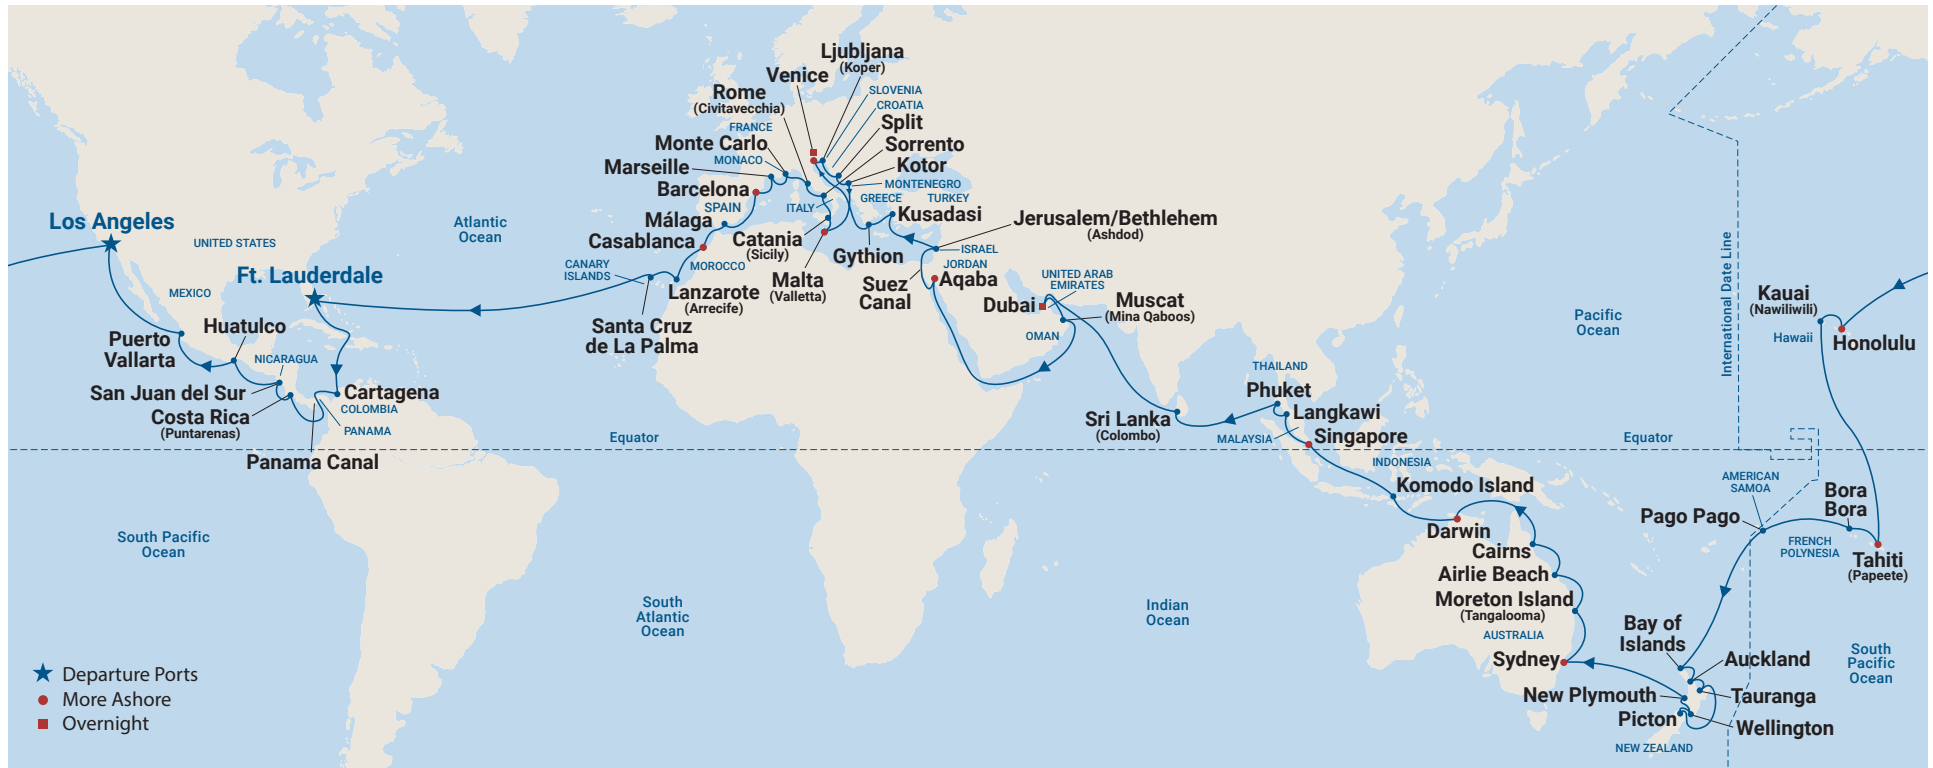 Ljubljana
(Koper)
Venice
Rome
(Civitavecchia)
SLOVENIA
CROATIA
FRANCE
Split
Monte Carlo
Sorrento
MONACO
Marseille
Kotor
Barcelona
MONTENEGRO
SPAIN
ITALY
GREECE
TURKEY
Málaga
Kusadasi
Jerusalem/Bethlehem
(Ashdod)
Casablanca
Catania
(Sicily)
Gythion
ISRAEL
JORDAN
CANARY
ISLANDS
MOROCCO
Malta
(Valletta)
Suez
Canal
Aqaba
Lanzarote
(Arrecife)
Santa Cruz
de La Palma
UNITED ARAB
EMIRATES
Dubai
Muscat
(Mina Qaboos)
OMAN
Los Angeles
UNITED STATES
Atlantic
Ocean
Ft. Lauderdale
MEXICO
Huatulco
Puerto
Vallarta
NICARAGUA
San Juan del Sur
Cartagena
COLOMBIA
Costa Rica
(Puntarenas)
PANAMA
Panama Canal
Equator
THAILAND
Phuket
Langkawi
Sri Lanka
(Colombo)
MALAYSIA
Singapore
INDONESIA
Komodo Island
Darwin
Cairns
Airlie Beach
Moreton Island
(Tangalooma)
AUSTRALIA
Sydney
Pacific
Ocean
International Date Line
Kauai
(Nawiliwili)
Hawaii
Honolulu
Equator
AMERICAN
SAMOA
Bora
Bora
Pago Pago
FRENCH
POLYNESIA
Tahiti
(Papeete)
Bay of
Islands
Auckland
New Plymouth
Tauranga
Picton
Wellington
NEW ZEALAND
South
Pacific
Ocean
South Pacific
Ocean
South
Atlantic
Ocean
Indian
Ocean
Departure Ports
More Ashore
Overnight